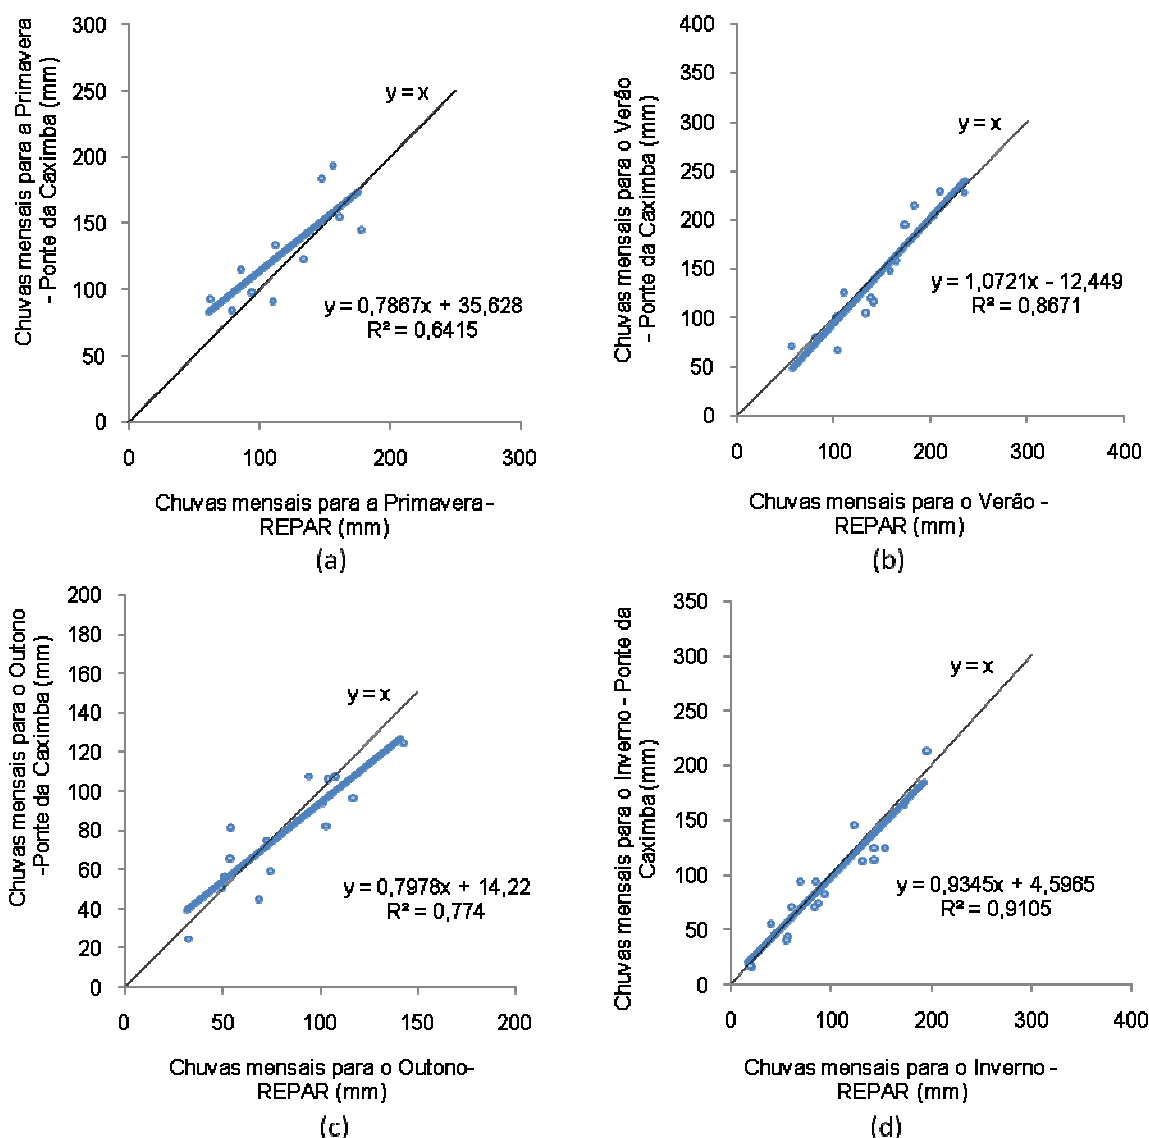 Chuvas mensais para a Primavera
- Ponte da Caximba (mm)
300
250
200
150
100
50
0
y = x
y = 0,7867x + 35,628
R² = 0,6415
0 100 200 300
Chuvas mensais para a Primavera -
REPAR (mm)
(a)
Chuvas mensais para o Verão
- Ponte da Caximba (mm)
400
350
300
250
200
150
100
50
0
y = x
y = 1,0721x - 12,449
R² = 0,8671
0 100 200 300 400
Chuvas mensais para o Verão -
REPAR (mm)
(b)
Chuvas mensais para o Outono
-Ponte da Caximba (mm)
200
180
160
140
120
100
80
60
40
20
0
y = x
y = 0,7978x + 14,22
R² = 0,774
0 50 100 150 200
Chuvas mensais para o Outono-
REPAR (mm)
(c)
Chuvas mensais para o Inverno - Ponte da
Caximba (mm)
350
300
250
200
150
100
50
0
y = x
y = 0,9345x + 4,5965
R² = 0,9105
0 100 200 300 400
Chuvas mensais para o Inverno -
REPAR (mm)
(d)